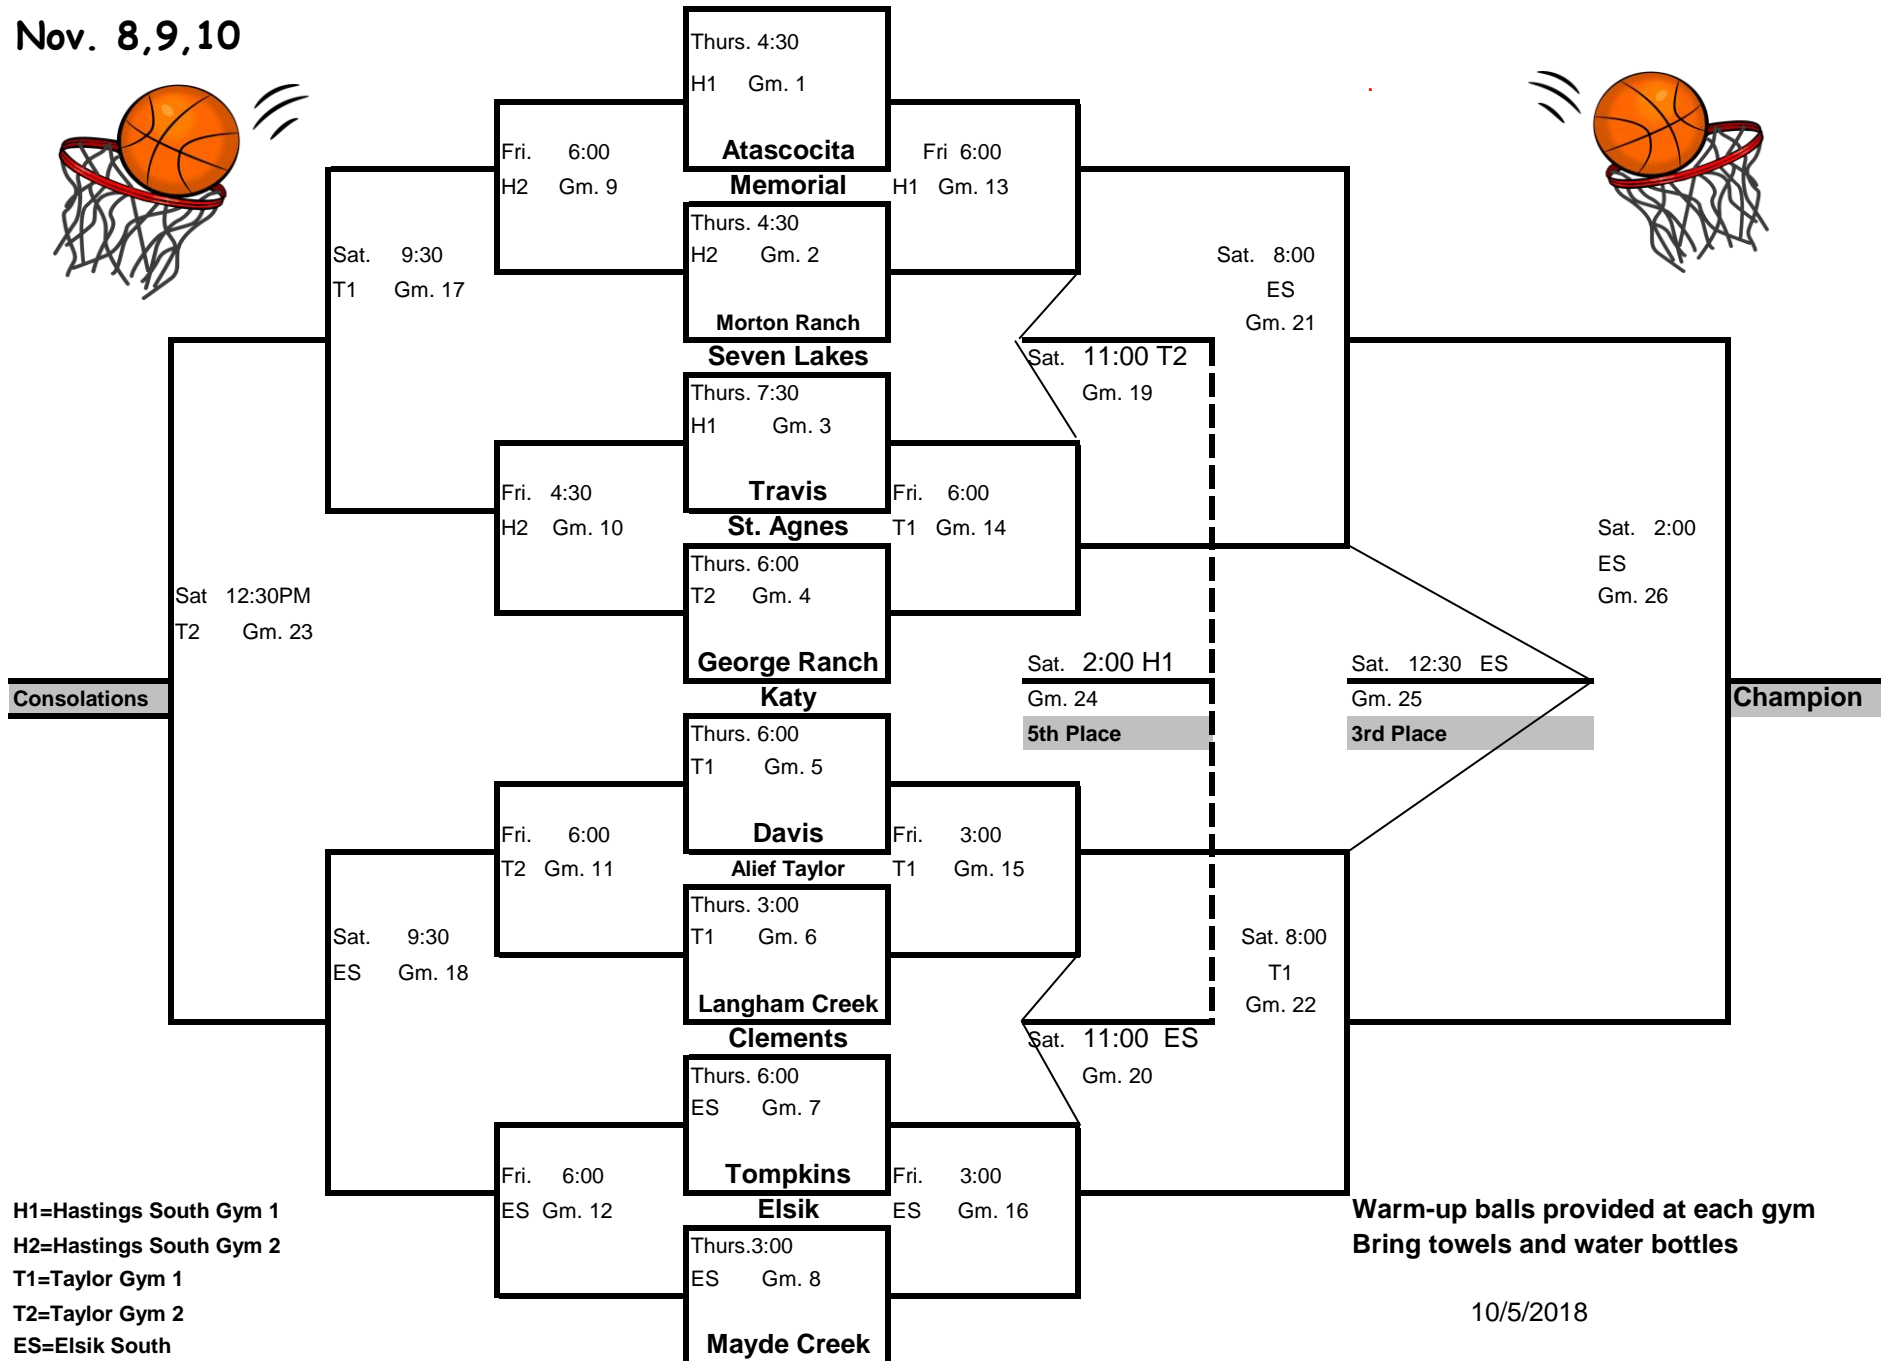 Nov. 8,9,10
Thurs. 4:30
H1 Gm. 1
.
Fri. 6:00
Atascocita
Fri 6:00
H2 Gm. 9
Memorial
H1 Gm. 13
Thurs. 4:30
Sat. 9:30
H2 Gm. 2
Sat. 8:00
T1 Gm. 17
ES
Morton Ranch
Gm. 21
Seven Lakes
Sat. 11:00 T2
Thurs. 7:30
Gm. 19
H1 Gm. 3
Fri. 4:30
Travis
Fri. 6:00
H2 Gm. 10
St. Agnes
T1 Gm. 14
Sat. 2:00
Thurs. 6:00
ES
Sat 12:30PM
T2 Gm. 4
Gm. 26
T2 Gm. 23
George Ranch
Sat. 2:00 H1
Sat. 12:30 ES
Consolations
Katy
Gm. 24
Gm. 25
Champion
Thurs. 6:00
5th Place
3rd Place
T1 Gm. 5
Fri. 6:00
Davis
Fri. 3:00
T2 Gm. 11
Alief Taylor
T1 Gm. 15
Thurs. 3:00
Sat. 9:30
T1 Gm. 6
Sat. 8:00
ES Gm. 18
T1
Langham Creek
Gm. 22
Clements
Sat. 11:00 ES
Thurs. 6:00
Gm. 20
ES Gm. 7
Fri. 6:00
Tompkins
Fri. 3:00
H1=Hastings South Gym 1
ES Gm. 12
Elsik
ES Gm. 16
Warm-up balls provided at each gym
H2=Hastings South Gym 2
Thurs.3:00
Bring towels and water bottles
T1=Taylor Gym 1
ES Gm. 8
T2=Taylor Gym 2
10/5/2018
ES=Elsik South
Mayde Creek